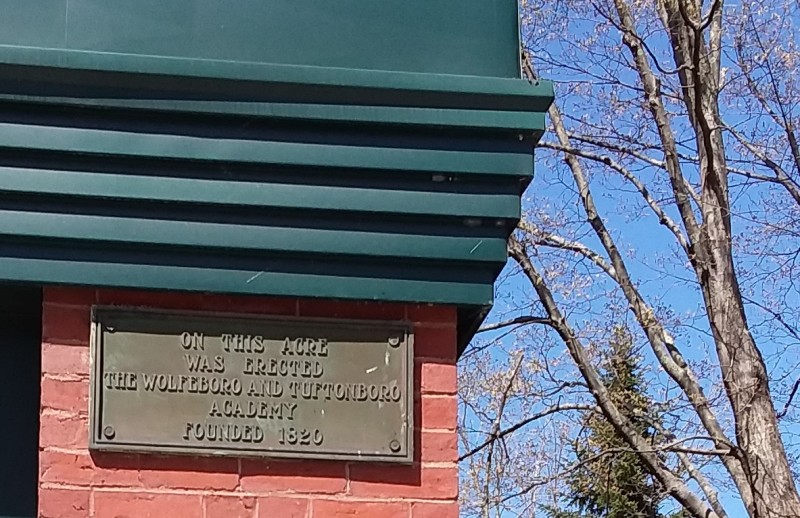 ON THIS ACRE
WAS ERECTED
THE WOLFEBORO AND TUFTONBORO
ACADEMY
FOUNDED 1820